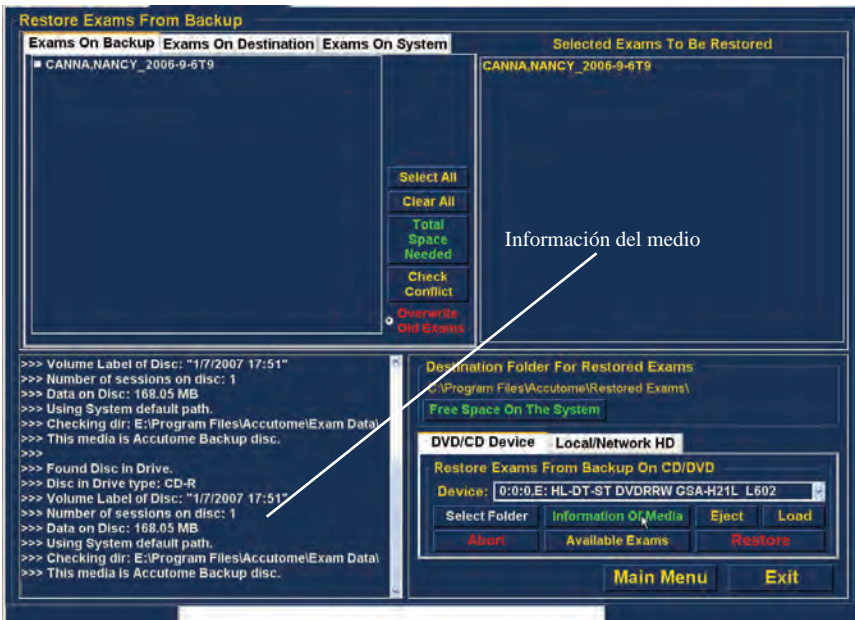 Restore Exams From Backup
Exams On Backup Exams On Destination Exams On System
CANNA,NANCY_2006-9-6T9
Select All
Clear All
Total
Space
Needed
Check
Conflict
Overwrite
Old Exams
Selected Exams To Be Restored
CANNA,NANCY_2006-9-6T9
Información del medio
>>> Volume Label of Disc: "1/7/2007 17:51"
>>> Number of sessions on disc: 1
>>> Data on Disc: 168.05 MB
>>> Using System default path.
>>> Checking dir: E:\Program Files\Accutome\Exam Data\
>>> This media is Accutome Backup disc.
>>>
>>> Found Disc in Drive.
>>> Disc in Drive type: CD-R
>>> Volume Label of Disc: "1/7/2007 17:51"
>>> Number of sessions on disc: 1
>>> Data on Disc: 168.05 MB
>>> Using System default path.
>>> Checking dir: E:\Program Files\Accutome\Exam Data\
>>> This media is Accutome Backup disc.
Destination Folder For Restored Exams
C:\Program Files\Accutome\Restored Exams\
Free Space On The System
DVD/CD Device Local/Network HD
Restore Exams From Backup On CD/DVD
Device: 0:0:0,E: HL-DT-ST DVDRRW GSA-H21L L602
Select Folder Information Of Media Eject Load
Abort Available Exams Restore
Main Menu Exit